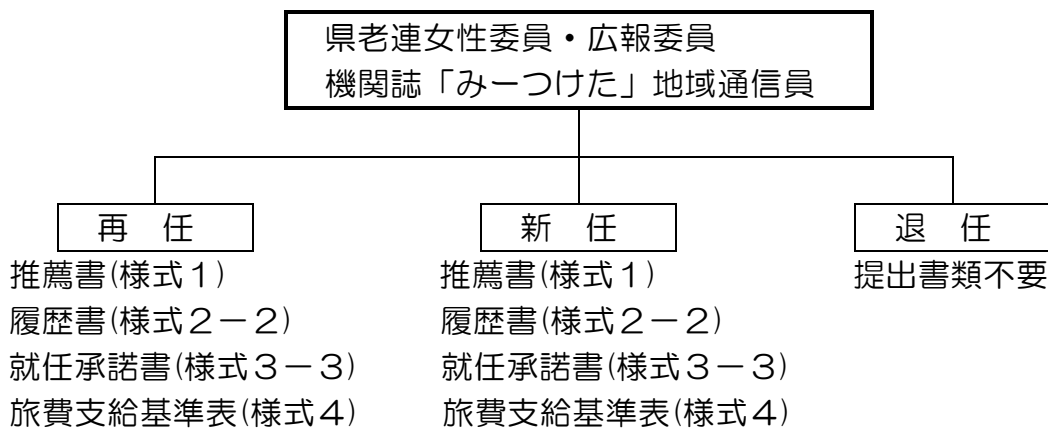 県老連女性委員・広報委員
機関誌「みーつけた」地域通信員
再　任
推薦書(様式１)
履歴書(様式２－２)
就任承諾書(様式３－３)
旅費支給基準表(様式４)
新　任
推薦書(様式１)
履歴書(様式２－２)
就任承諾書(様式３－３)
旅費支給基準表(様式４)
退　任
提出書類不要